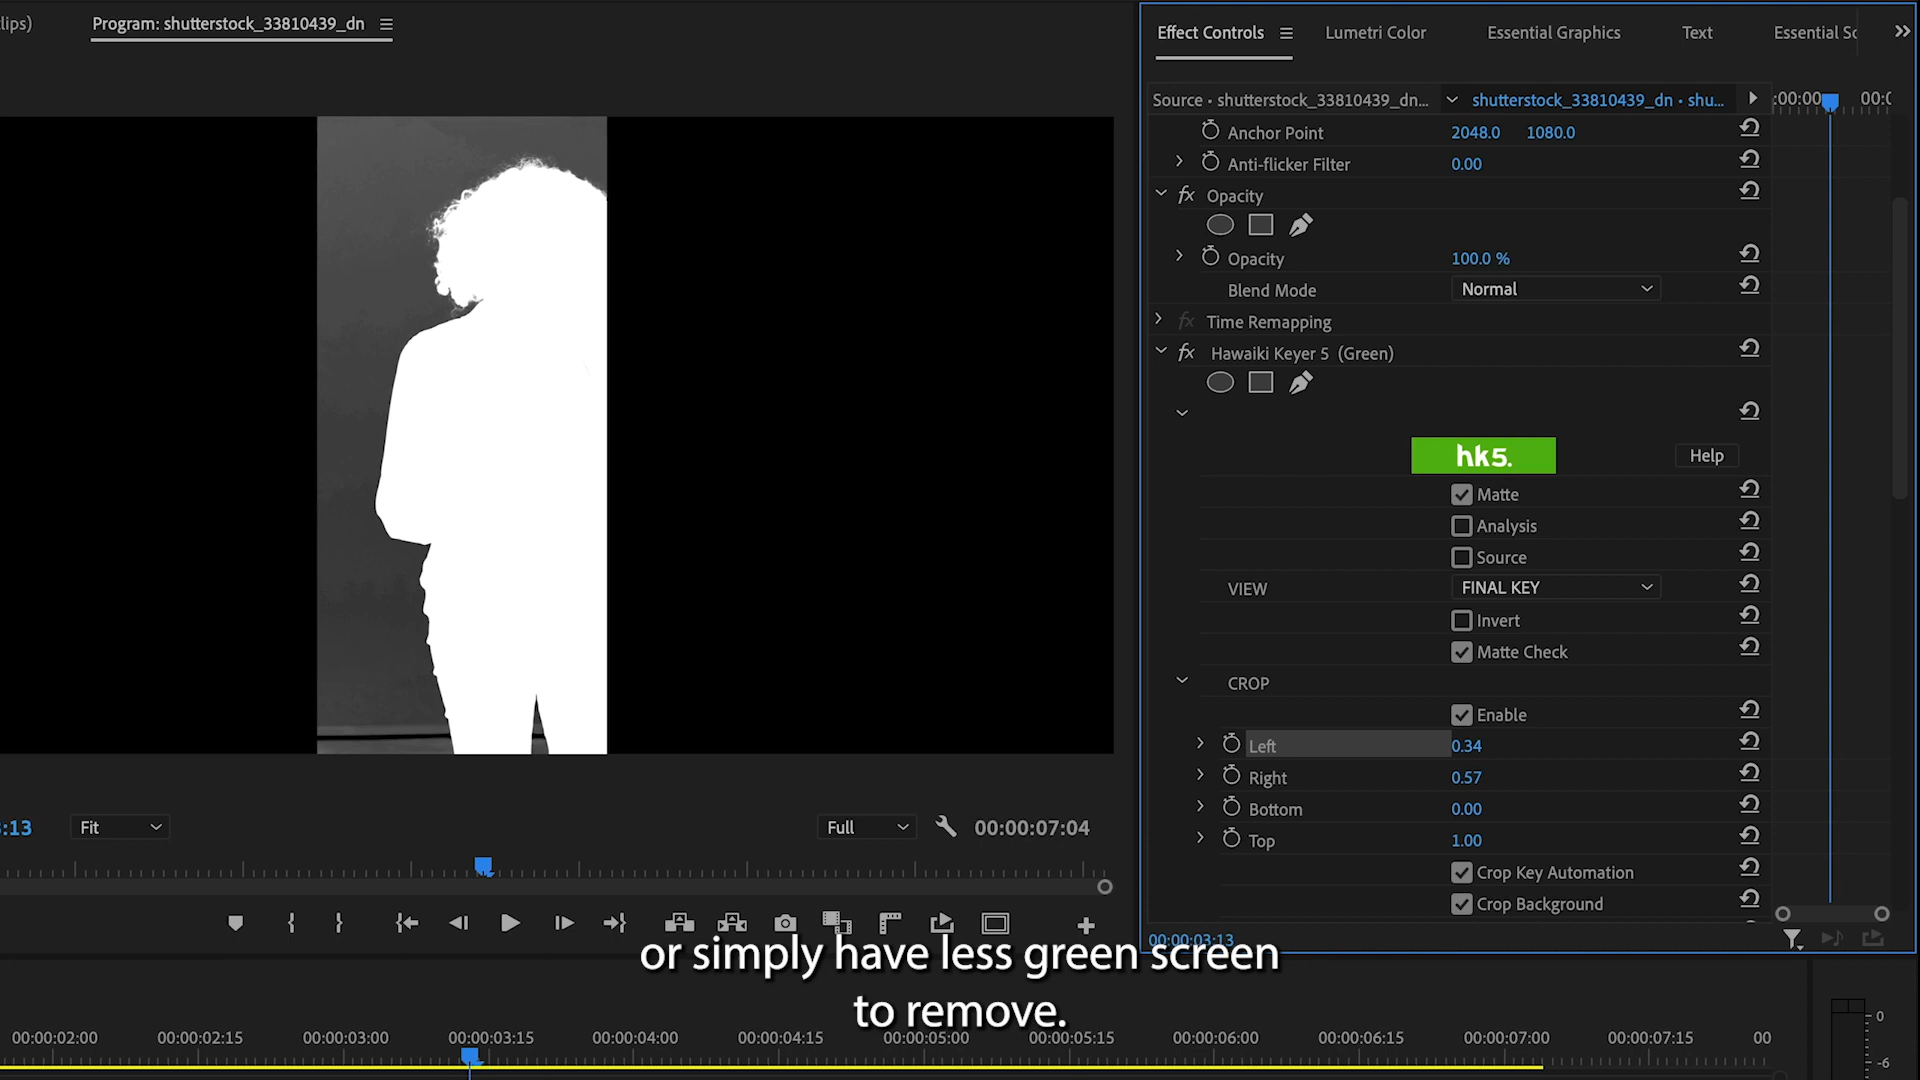 lips)
Program: shutterstock_33810439_dn
Effect Controls
Lumetri Color
Essential Graphics
Text
Essential So
Source • shutterstock_33810439_dn...
shutterstock_33810439_dn • shu...
:00:00
00:0
Anchor Point 2048.0 1080.0
Anti-flicker Filter 0.00
fx Opacity
Opacity 100.0 %
Blend Mode Normal
fx Time Remapping
fx Hawaiki Keyer 5 (Green)
hk5.
Help
Matte
Analysis
Source
VIEW FINAL KEY
Invert
Matte Check
CROP
Enable
Left 0.34
Right 0.57
Bottom 0.00
Top 1.00
Crop Key Automation
Crop Background
00:00:03:13
:13
Fit
Full
00:00:07:04
or simply have less green screen
to remove.
00:00:02:00 00:00:02:15 00:00:03:00 00:00:03:15 00:00:04:00 00:00:04:15 00:00:05:00 00:00:05:15 00:00:06:00 00:00:06:15 00:00:07:00 00:00:07:15 00
0
-6